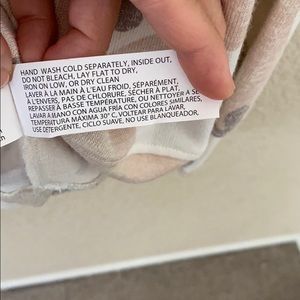 HAND WASH COLD SEPARATELY, INSIDE OUT,
DO NOT BLEACH, LAY FLAT TO DRY,
IRON ON LOW, OR DRY CLEAN
LAVER À LA MAIN À L'EAU FROID, SÉPARÉMENT,
À L'ENVERS, PAS DE CHLORURE, SÉCHER À PLAT,
REPASSER À BASSE TEMPÉRATURE, OU NETTOYER À SEC
LAVAR A MANO CON AGUA FRÍA CON COLORES SIMILARES,
TEMPERATURA MÁXIMA 30° C, VOLTEAR PARA LAVAR,
USE DETERGENTE, CICLO SUAVE, NO USE BLANQUEADOR.